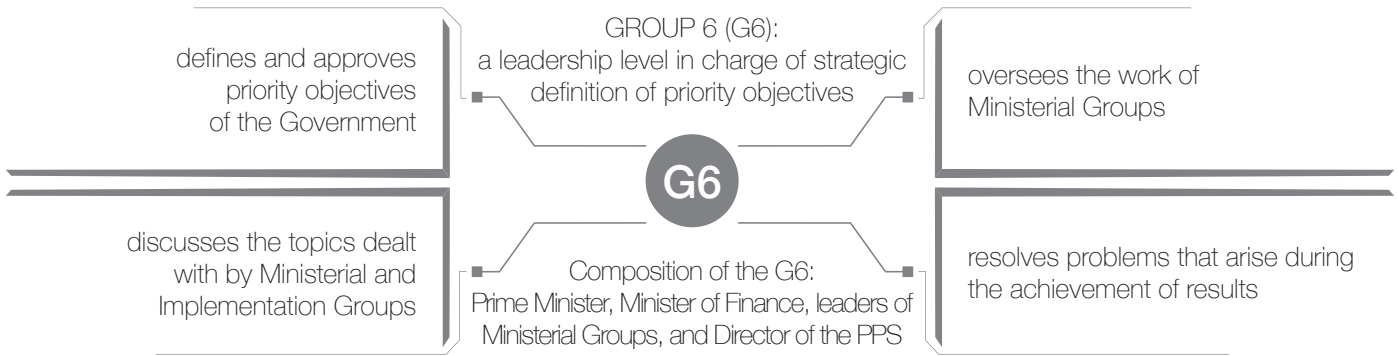 defines and approves
priority objectives
of the Government
GROUP 6 (G6):
a leadership level in charge of strategic
definition of priority objectives
oversees the work of
Ministerial Groups
G6
discusses the topics dealt
with by Ministerial and
Implementation Groups
Composition of the G6:
Prime Minister, Minister of Finance, leaders of
Ministerial Groups, and Director of the PPS
resolves problems that arise during
the achievement of results